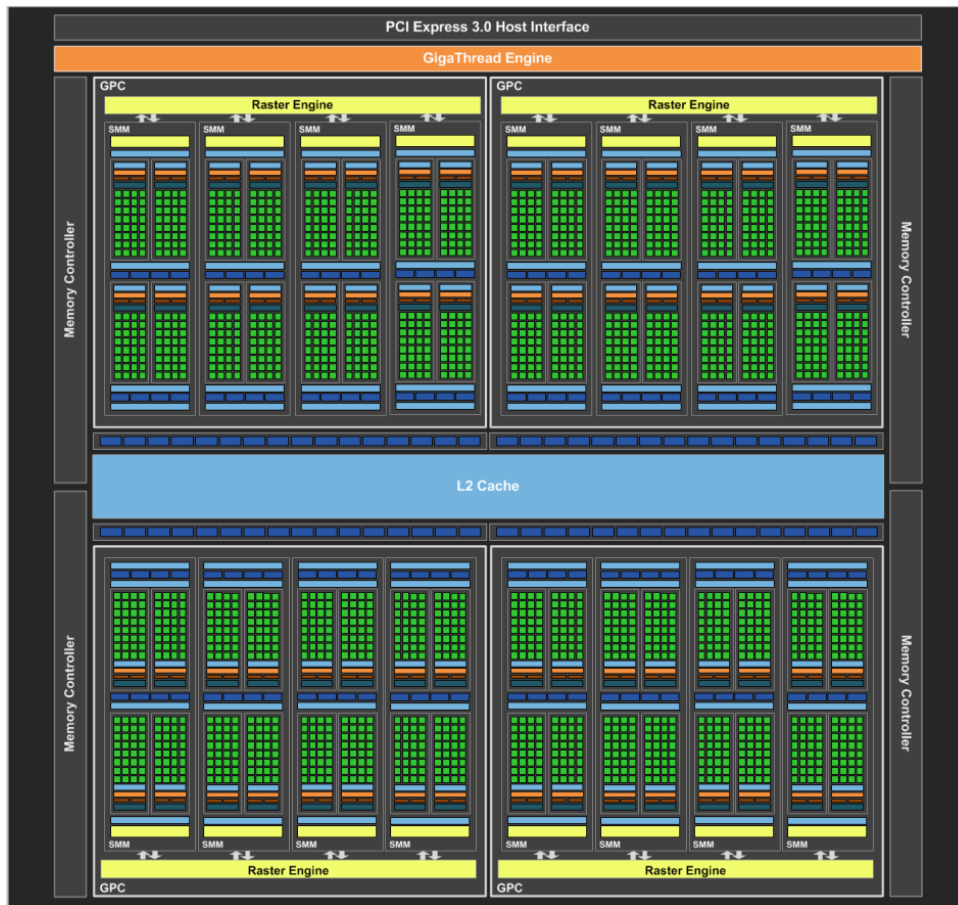 PCI Express 3.0 Host Interface
GigaThread Engine
GPC
GPC
Raster Engine
Raster Engine
SMM
SMM
SMM
SMM
SMM
SMM
SMM
SMM
Memory Controller
Memory Controller
L2 Cache
Memory Controller
Memory Controller
SMM
SMM
SMM
SMM
SMM
SMM
SMM
SMM
Raster Engine
Raster Engine
GPC
GPC